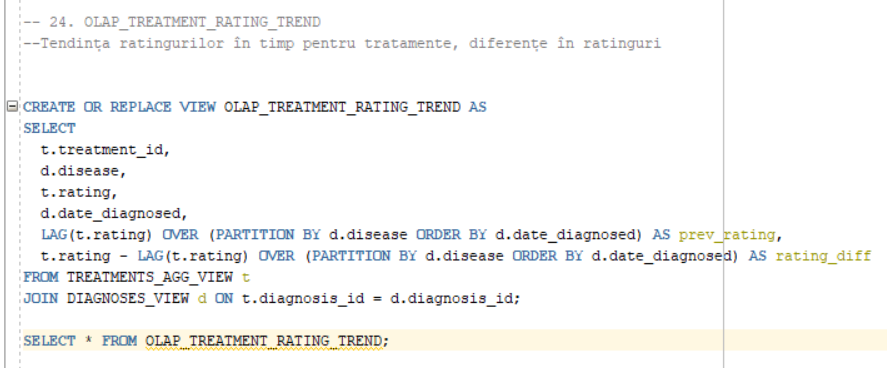 -- 24. OLAP_TREATMENT_RATING_TREND
--Tendința ratingurilor în timp pentru tratamente, diferențe în ratinguri
CREATE OR REPLACE VIEW OLAP_TREATMENT_RATING_TREND AS
SELECT
t.treatment_id,
d.disease,
t.rating,
d.date_diagnosed,
LAG(t.rating) OVER (PARTITION BY d.disease ORDER BY d.date_diagnosed) AS prev_rating,
t.rating - LAG(t.rating) OVER (PARTITION BY d.disease ORDER BY d.date_diagnosed) AS rating_diff
FROM TREATMENTS_AGG_VIEW t
JOIN DIAGNOSES_VIEW d ON t.diagnosis_id = d.diagnosis_id;
SELECT * FROM OLAP_TREATMENT_RATING_TREND;